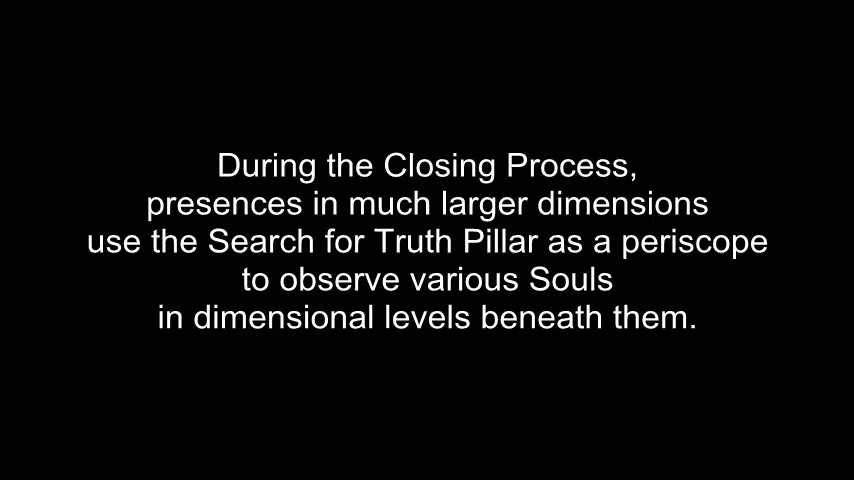 During the Closing Process,
presences in much larger dimensions
use the Search for Truth Pillar as a periscope
to observe various Souls
in dimensional levels beneath them.